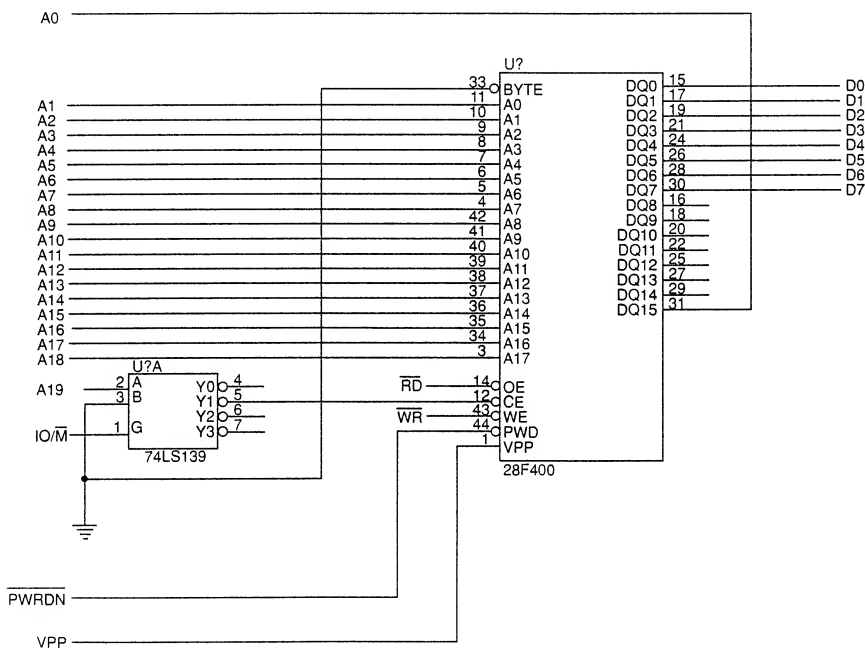 A0
U?
33 BYTE DQ0 15 D0
A1 11 A0 DQ1 17 D1
A2 10 A1 DQ2 19 D2
A3 9 A2 DQ3 21 D3
A4 8 A3 DQ4 24 D4
A5 7 A4 DQ5 26 D5
A6 6 A5 DQ6 28 D6
A7 5 A6 DQ7 30 D7
A8 4 A7 DQ8 16
A9 42 A8 DQ9 18
A10 41 A9 DQ10 20
A11 40 A10 DQ11 22
A12 39 A11 DQ12 25
A13 38 A12 DQ13 27
A14 37 A13 DQ14 29
A15 36 A14 DQ15 31
A16 35 A15
A17 34 A16
A18 3 A17
U?A
A19 2 A Y0 4 R̅D̅ 14 OE
3 B Y1 5 12 CE
Y2 6 W̅R̅ 43 WE
IO/M̅ 1 G Y3 7 44 PWD
1 VPP
74LS139
28F400
P̅W̅R̅D̅N̅
VPP